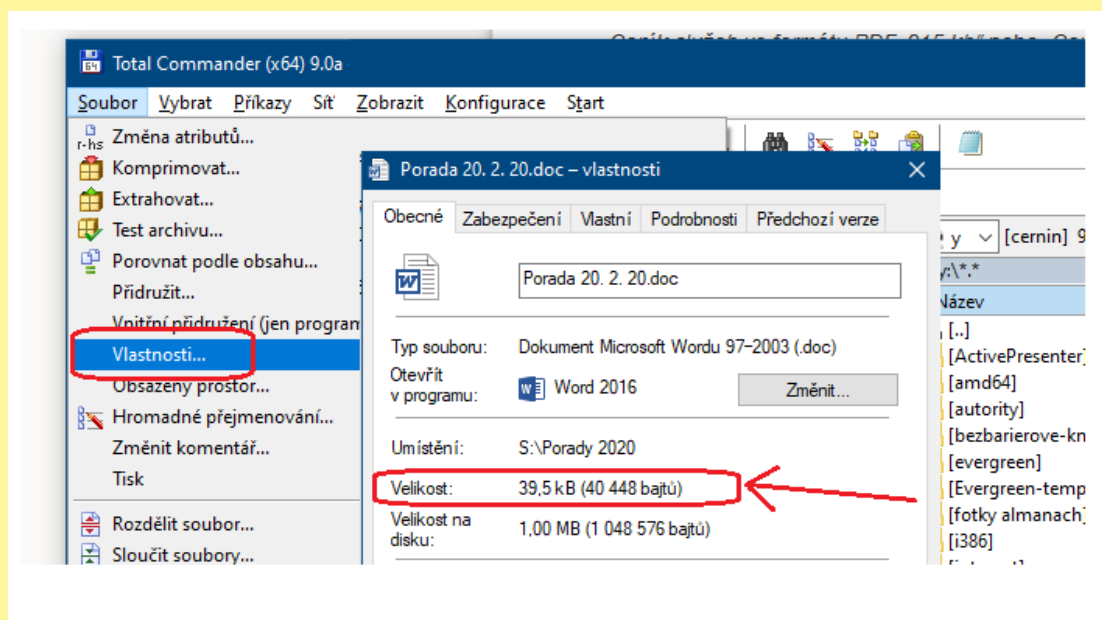 Total Commander (x64) 9.0a
Soubor Vybrat Příkazy Síť Zobrazit Konfigurace Start
Změna atributů...
Komprimovat...
Extrahovat...
Test archivu...
Porovnat podle obsahu...
Přidružit...
Vnitřní přidružení (jen program
Vlastnosti...
Obsazený prostor...
Hromadné přejmenování...
Změnit komentář...
Tisk
Rozdělit soubor...
Sloučit soubory...
Porada 20. 2. 20.doc – vlastnosti
Obecné Zabezpečení Vlastní Podrobnosti Předchozí verze
Porada 20. 2. 20.doc
Typ souboru: Dokument Microsoft Wordu 97–2003 (.doc)
Otevřít
v programu: Word 2016 Změnit...
Umístění: S:\Porady 2020
Velikost: 39,5 kB (40 448 bajtů)
Velikost na
disku: 1,00 MB (1 048 576 bajtů)
y [cernin] 9
y:\*.*
Název
[..]
[ActivePresenter]
[amd64]
[autority]
[bezbarierove-kn
[evergreen]
[Evergreen-temp
[fotky almanach]
[i386]